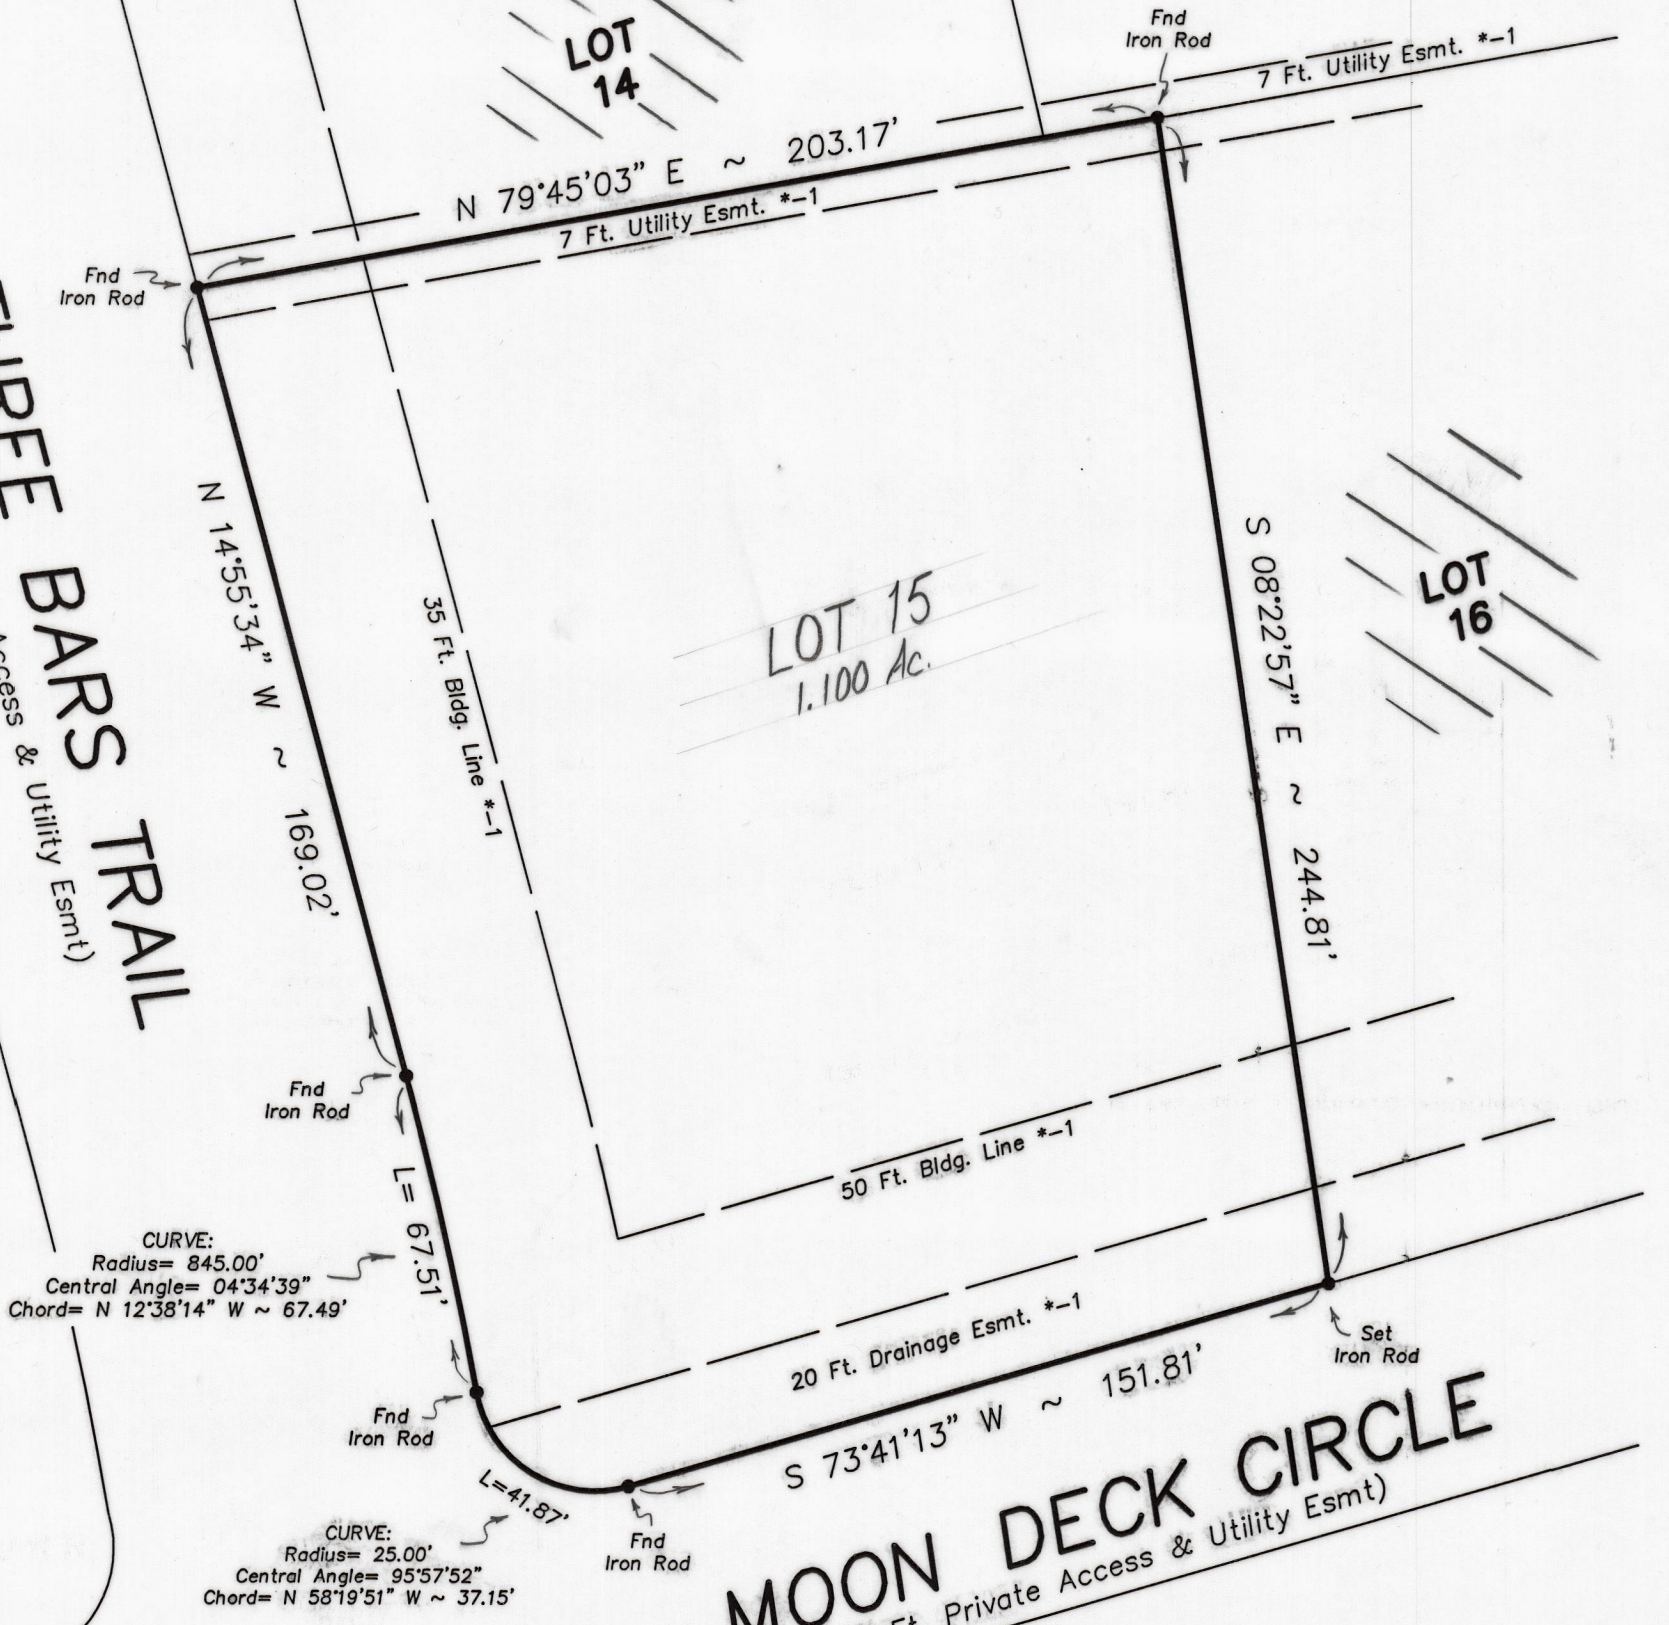 LOT
14
Fnd
Iron Rod
7 Ft. Utility Esmt. *-1
N 79°45'03" E ~ 203.17'
7 Ft. Utility Esmt. *-1
Fnd
Iron Rod
BARS TRAIL
& Utility Esmt)
N 14°55'34" W ~ 169.02'
35 Ft. Bldg. Line *-1
LOT 15
1.100 Ac.
S 08°22'57" E ~ 244.81'
LOT
16
Fnd
Iron Rod
L= 67.51'
50 Ft. Bldg. Line *-1
CURVE:
Radius= 845.00'
Central Angle= 04°34'39"
Chord= N 12°38'14" W ~ 67.49'
20 Ft. Drainage Esmt. *-1
Set
Iron Rod
Fnd
Iron Rod
S 73°41'13" W ~ 151.81'
L=41.87'
Fnd
Iron Rod
CURVE:
Radius= 25.00'
Central Angle= 95°57'52"
Chord= N 58°19'51" W ~ 37.15'
MOON DECK CIRCLE
Private Access & Utility Esmt)